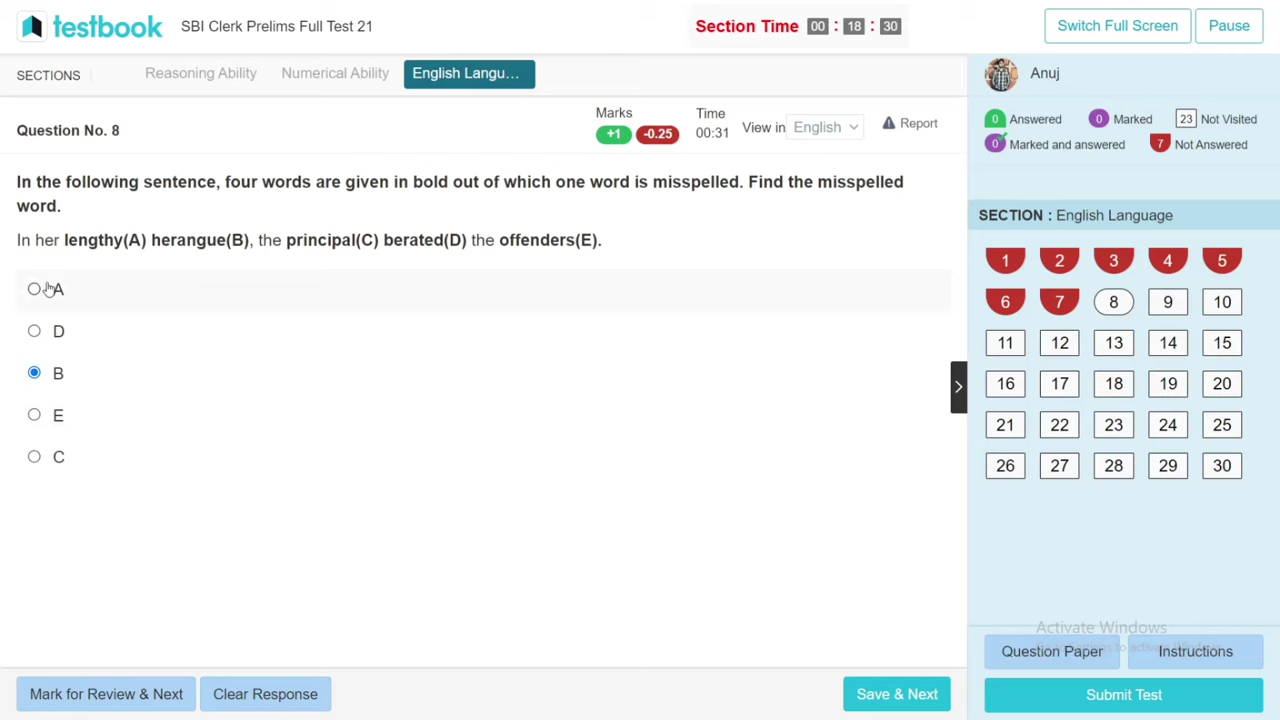 testbook
SBI Clerk Prelims Full Test 21
Section Time 00 : 18 : 30
Switch Full Screen
Pause
SECTIONS
Reasoning Ability
Numerical Ability
English Langu...
Anuj
Question No. 8
Marks
+1 -0.25
Time
00:31
View in English
Report
0 Answered
0 Marked
23 Not Visited
0 Marked and answered
7 Not Answered
In the following sentence, four words are given in bold out of which one word is misspelled. Find the misspelled
word.
In her lengthy(A) herangue(B), the principal(C) berated(D) the offenders(E).
A
D
B
E
C
SECTION : English Language
1 2 3 4 5
6 7 8 9 10
11 12 13 14 15
16 17 18 19 20
21 22 23 24 25
26 27 28 29 30
Activate Windows
Question Paper
Instructions
Mark for Review & Next
Clear Response
Save & Next
Submit Test